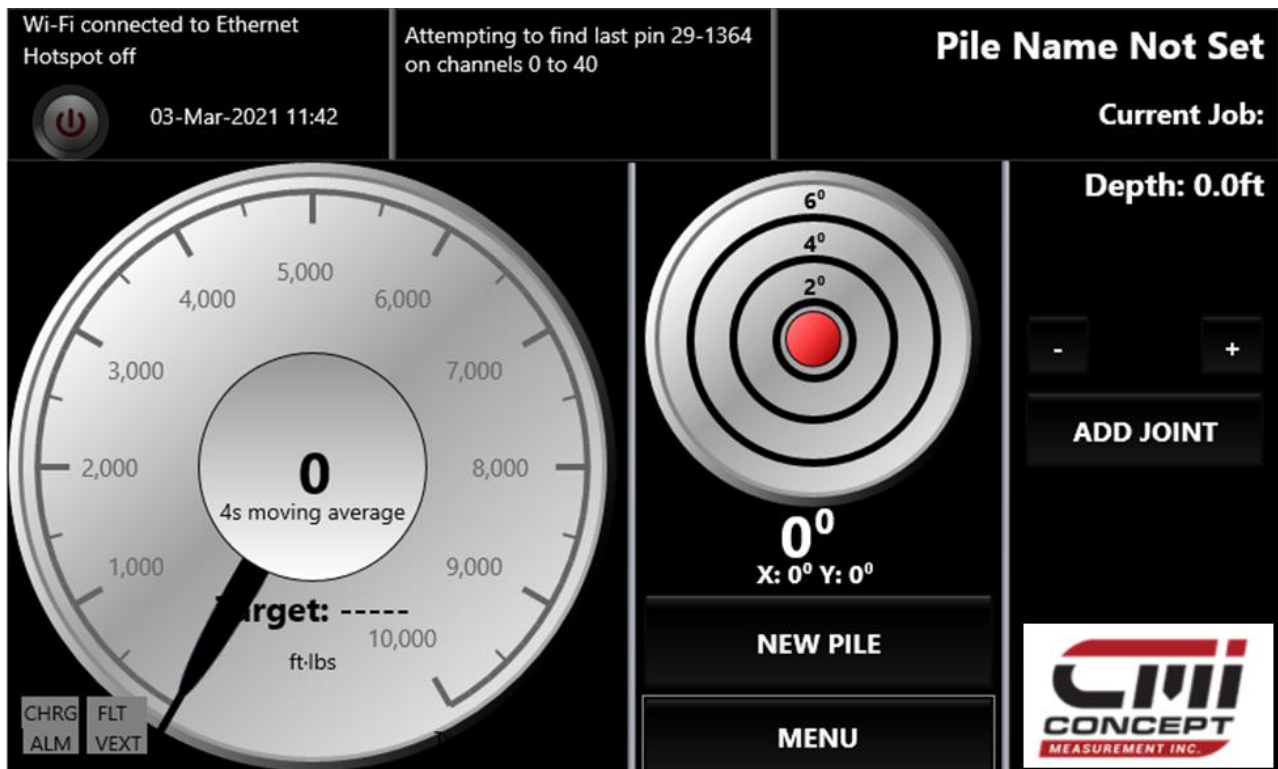 Wi-Fi connected to Ethernet
Hotspot off
03-Mar-2021 11:42
Attempting to find last pin 29-1364
on channels 0 to 40
Pile Name Not Set
Current Job:
5,000
4,000
6,000
3,000
7,000
2,000
8,000
1,000
9,000
10,000
0
4s moving average
Target: -----
ft·lbs
CHRG FLT
ALM VEXT
6⁰
4⁰
2⁰
0⁰
X: 0⁰ Y: 0⁰
NEW PILE
MENU
Depth: 0.0ft
- +
ADD JOINT
CMI
CONCEPT
MEASUREMENT INC.